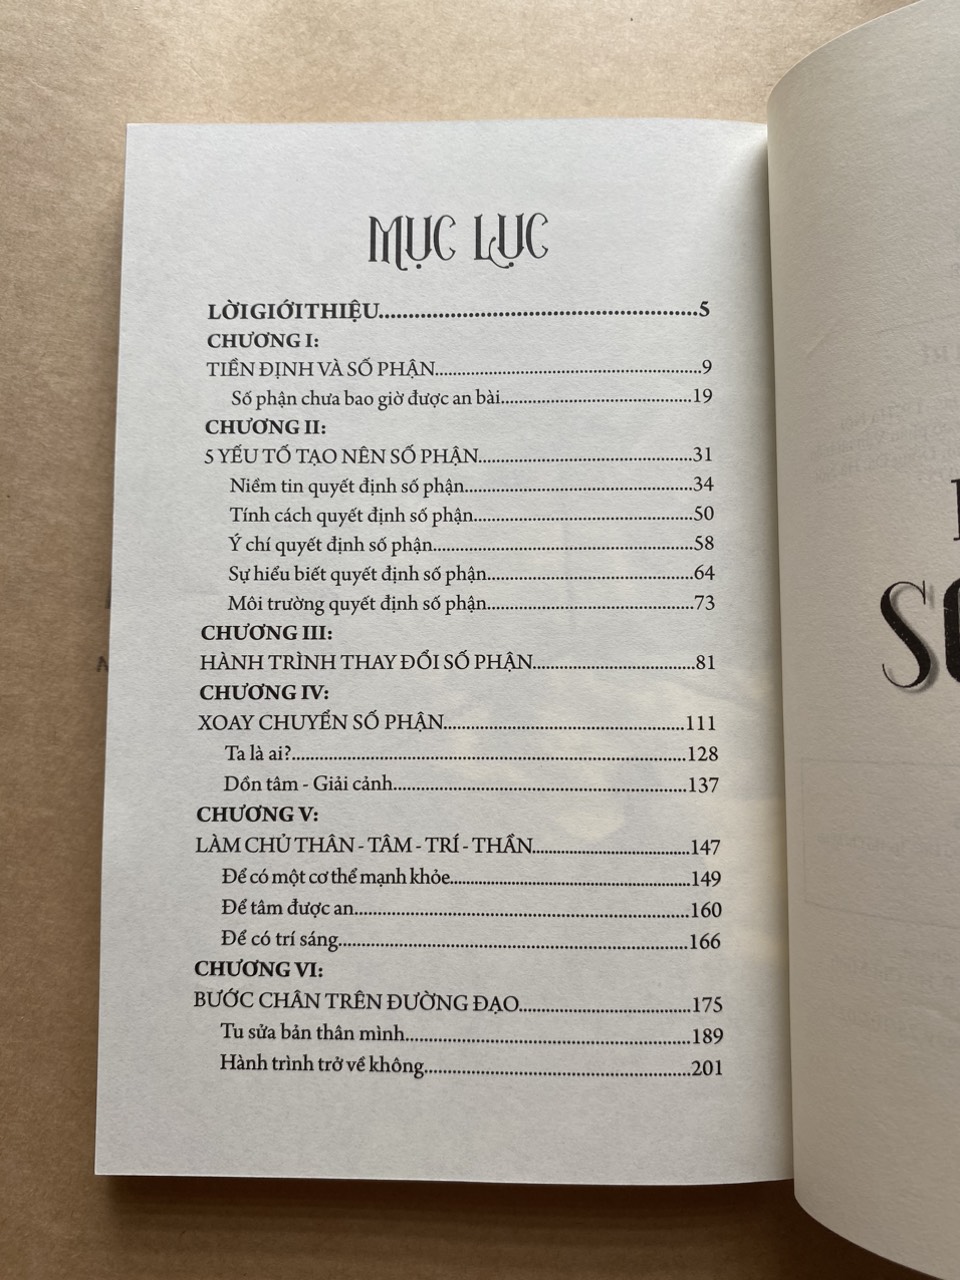 MỤC LỤC
LỜI GIỚI THIỆU................................................5
CHƯƠNG I:
TIỀN ĐỊNH VÀ SỐ PHẬN................................................9
Số phận chưa bao giờ được an bài................................19
CHƯƠNG II:
5 YẾU TỐ TẠO NÊN SỐ PHẬN................................31
Niềm tin quyết định số phận................................34
Tính cách quyết định số phận................................50
Ý chí quyết định số phận................................58
Sự hiểu biết quyết định số phận................................64
Môi trường quyết định số phận................................73
CHƯƠNG III:
HÀNH TRÌNH THAY ĐỔI SỐ PHẬN................................81
CHƯƠNG IV:
XOAY CHUYỂN SỐ PHẬN................................111
Ta là ai?................................................128
Dồn tâm - Giải cảnh................................137
CHƯƠNG V:
LÀM CHỦ THÂN - TÂM - TRÍ - THẦN................................147
Để có một cơ thể mạnh khỏe................................149
Để tâm được an................................160
Để có trí sáng................................166
CHƯƠNG VI:
BƯỚC CHÂN TRÊN ĐƯỜNG ĐẠO................................175
Tu sửa bản thân mình................................189
Hành trình trở về không................................201